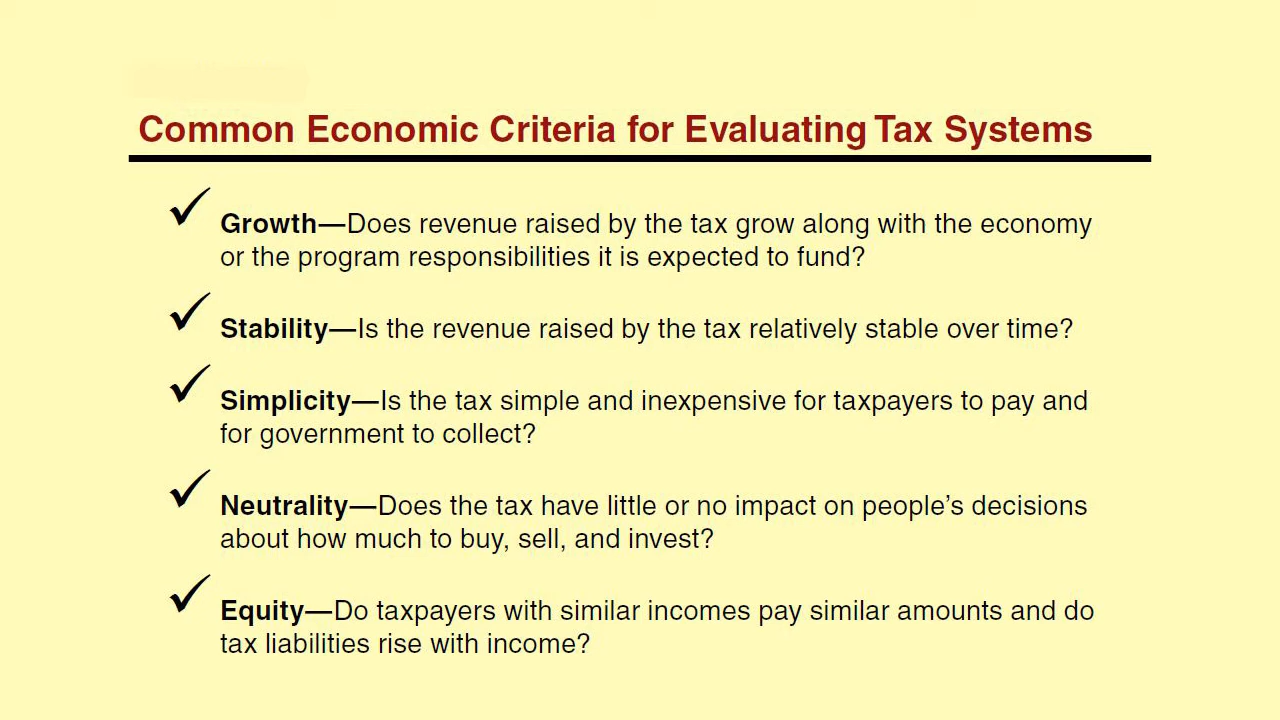 Common Economic Criteria for Evaluating Tax Systems
Growth—Does revenue raised by the tax grow along with the economy
or the program responsibilities it is expected to fund?
Stability—Is the revenue raised by the tax relatively stable over time?
Simplicity—Is the tax simple and inexpensive for taxpayers to pay and
for government to collect?
Neutrality—Does the tax have little or no impact on people’s decisions
about how much to buy, sell, and invest?
Equity—Do taxpayers with similar incomes pay similar amounts and do
tax liabilities rise with income?